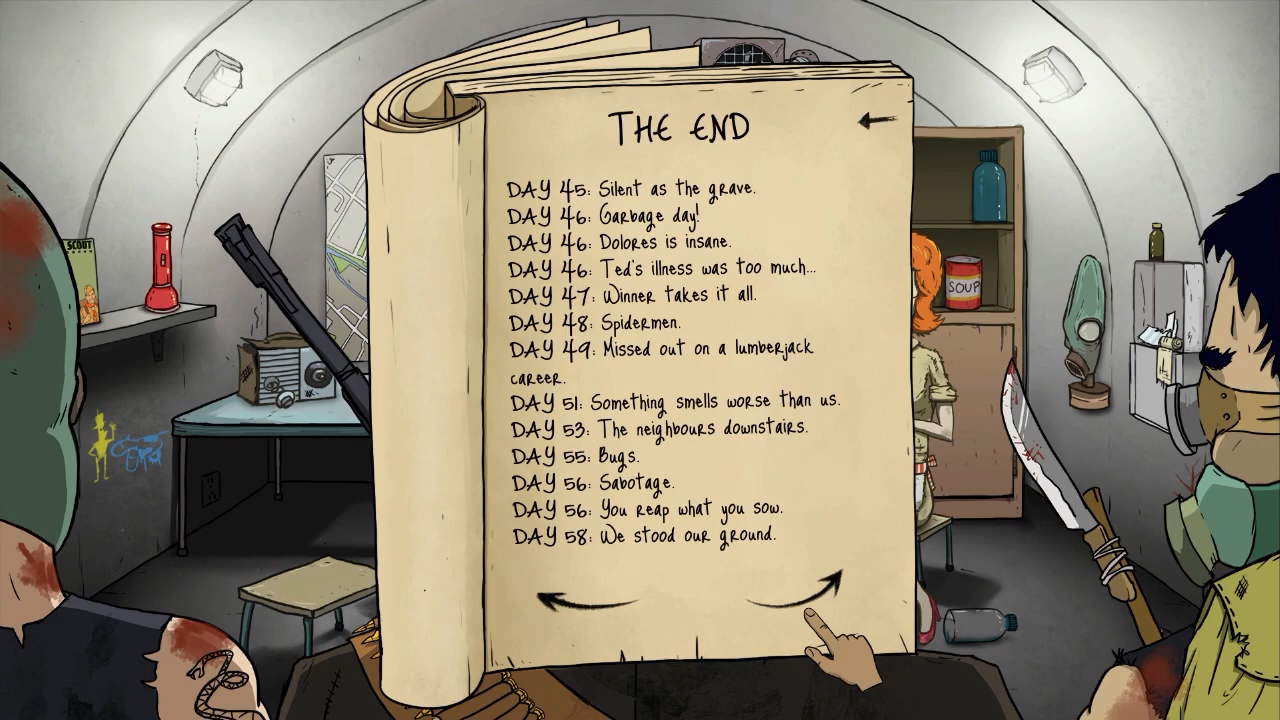 THE END
DAY 45: Silent as the grave.
DAY 46: Garbage day!
DAY 46: Dolores is insane.
DAY 46: Ted's illness was too much...
DAY 47: Winner takes it all.
DAY 48: Spidermen.
DAY 49: Missed out on a lumberjack
career.
DAY 51: Something smells worse than us.
DAY 53: The neighbours downstairs.
DAY 55: Bugs.
DAY 56: Sabotage.
DAY 56: You reap what you sow.
DAY 58: We stood our ground.
SCOUT
SOUP